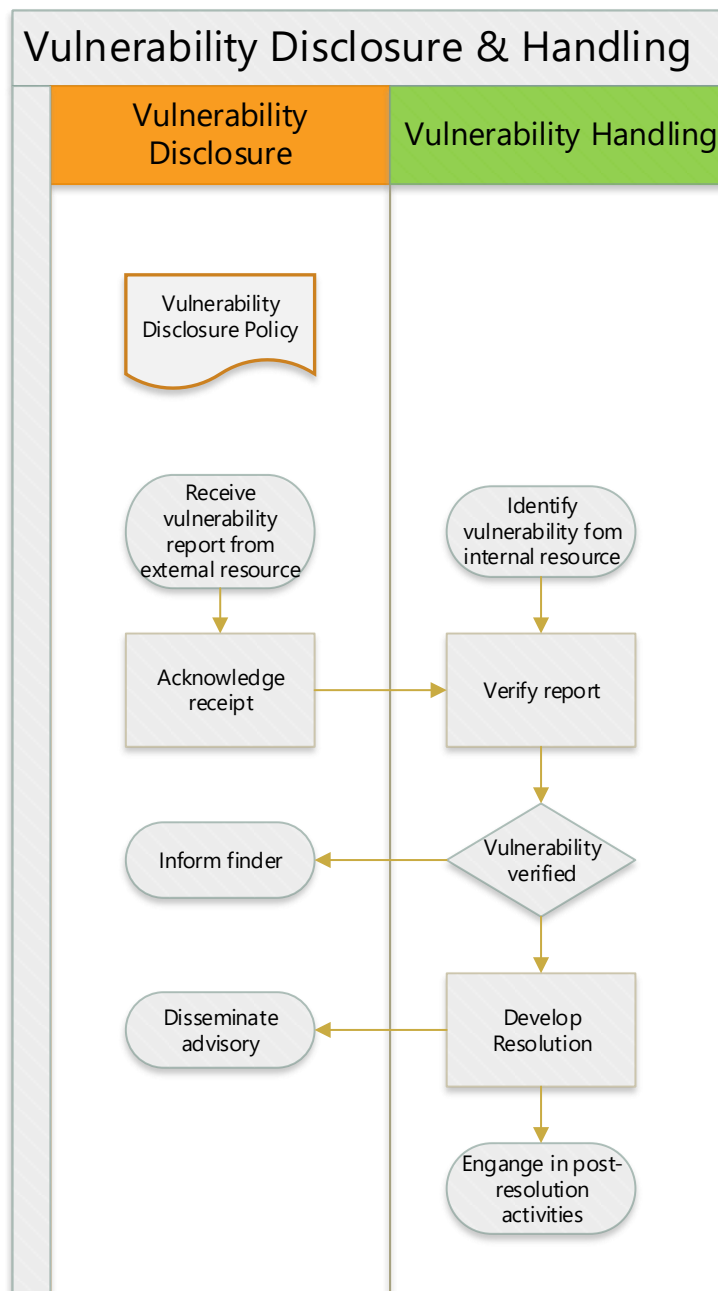 Vulnerability Disclosure & Handling
Vulnerability
Disclosure
Vulnerability Handling
Vulnerability
Disclosure Policy
Receive
vulnerability
report from
external resource
Identify
vulnerability fom
internal resource
Acknowledge
receipt
Verify report
Inform finder
Vulnerability
verified
Disseminate
advisory
Develop
Resolution
Engange in post-
resolution
activities